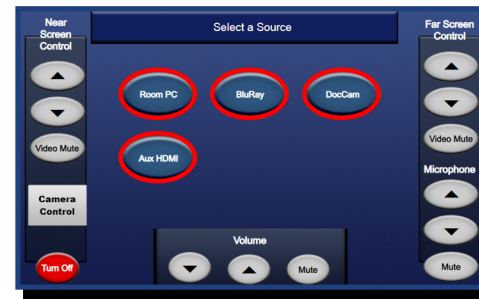 Near
Screen
Control
Select a Source
Far Screen
Control
Room PC
BluRay
DocCam
Video Mute
Video Mute
Aux HDMI
Microphone
Camera
Control
Volume
Turn Off
Mute
Mute